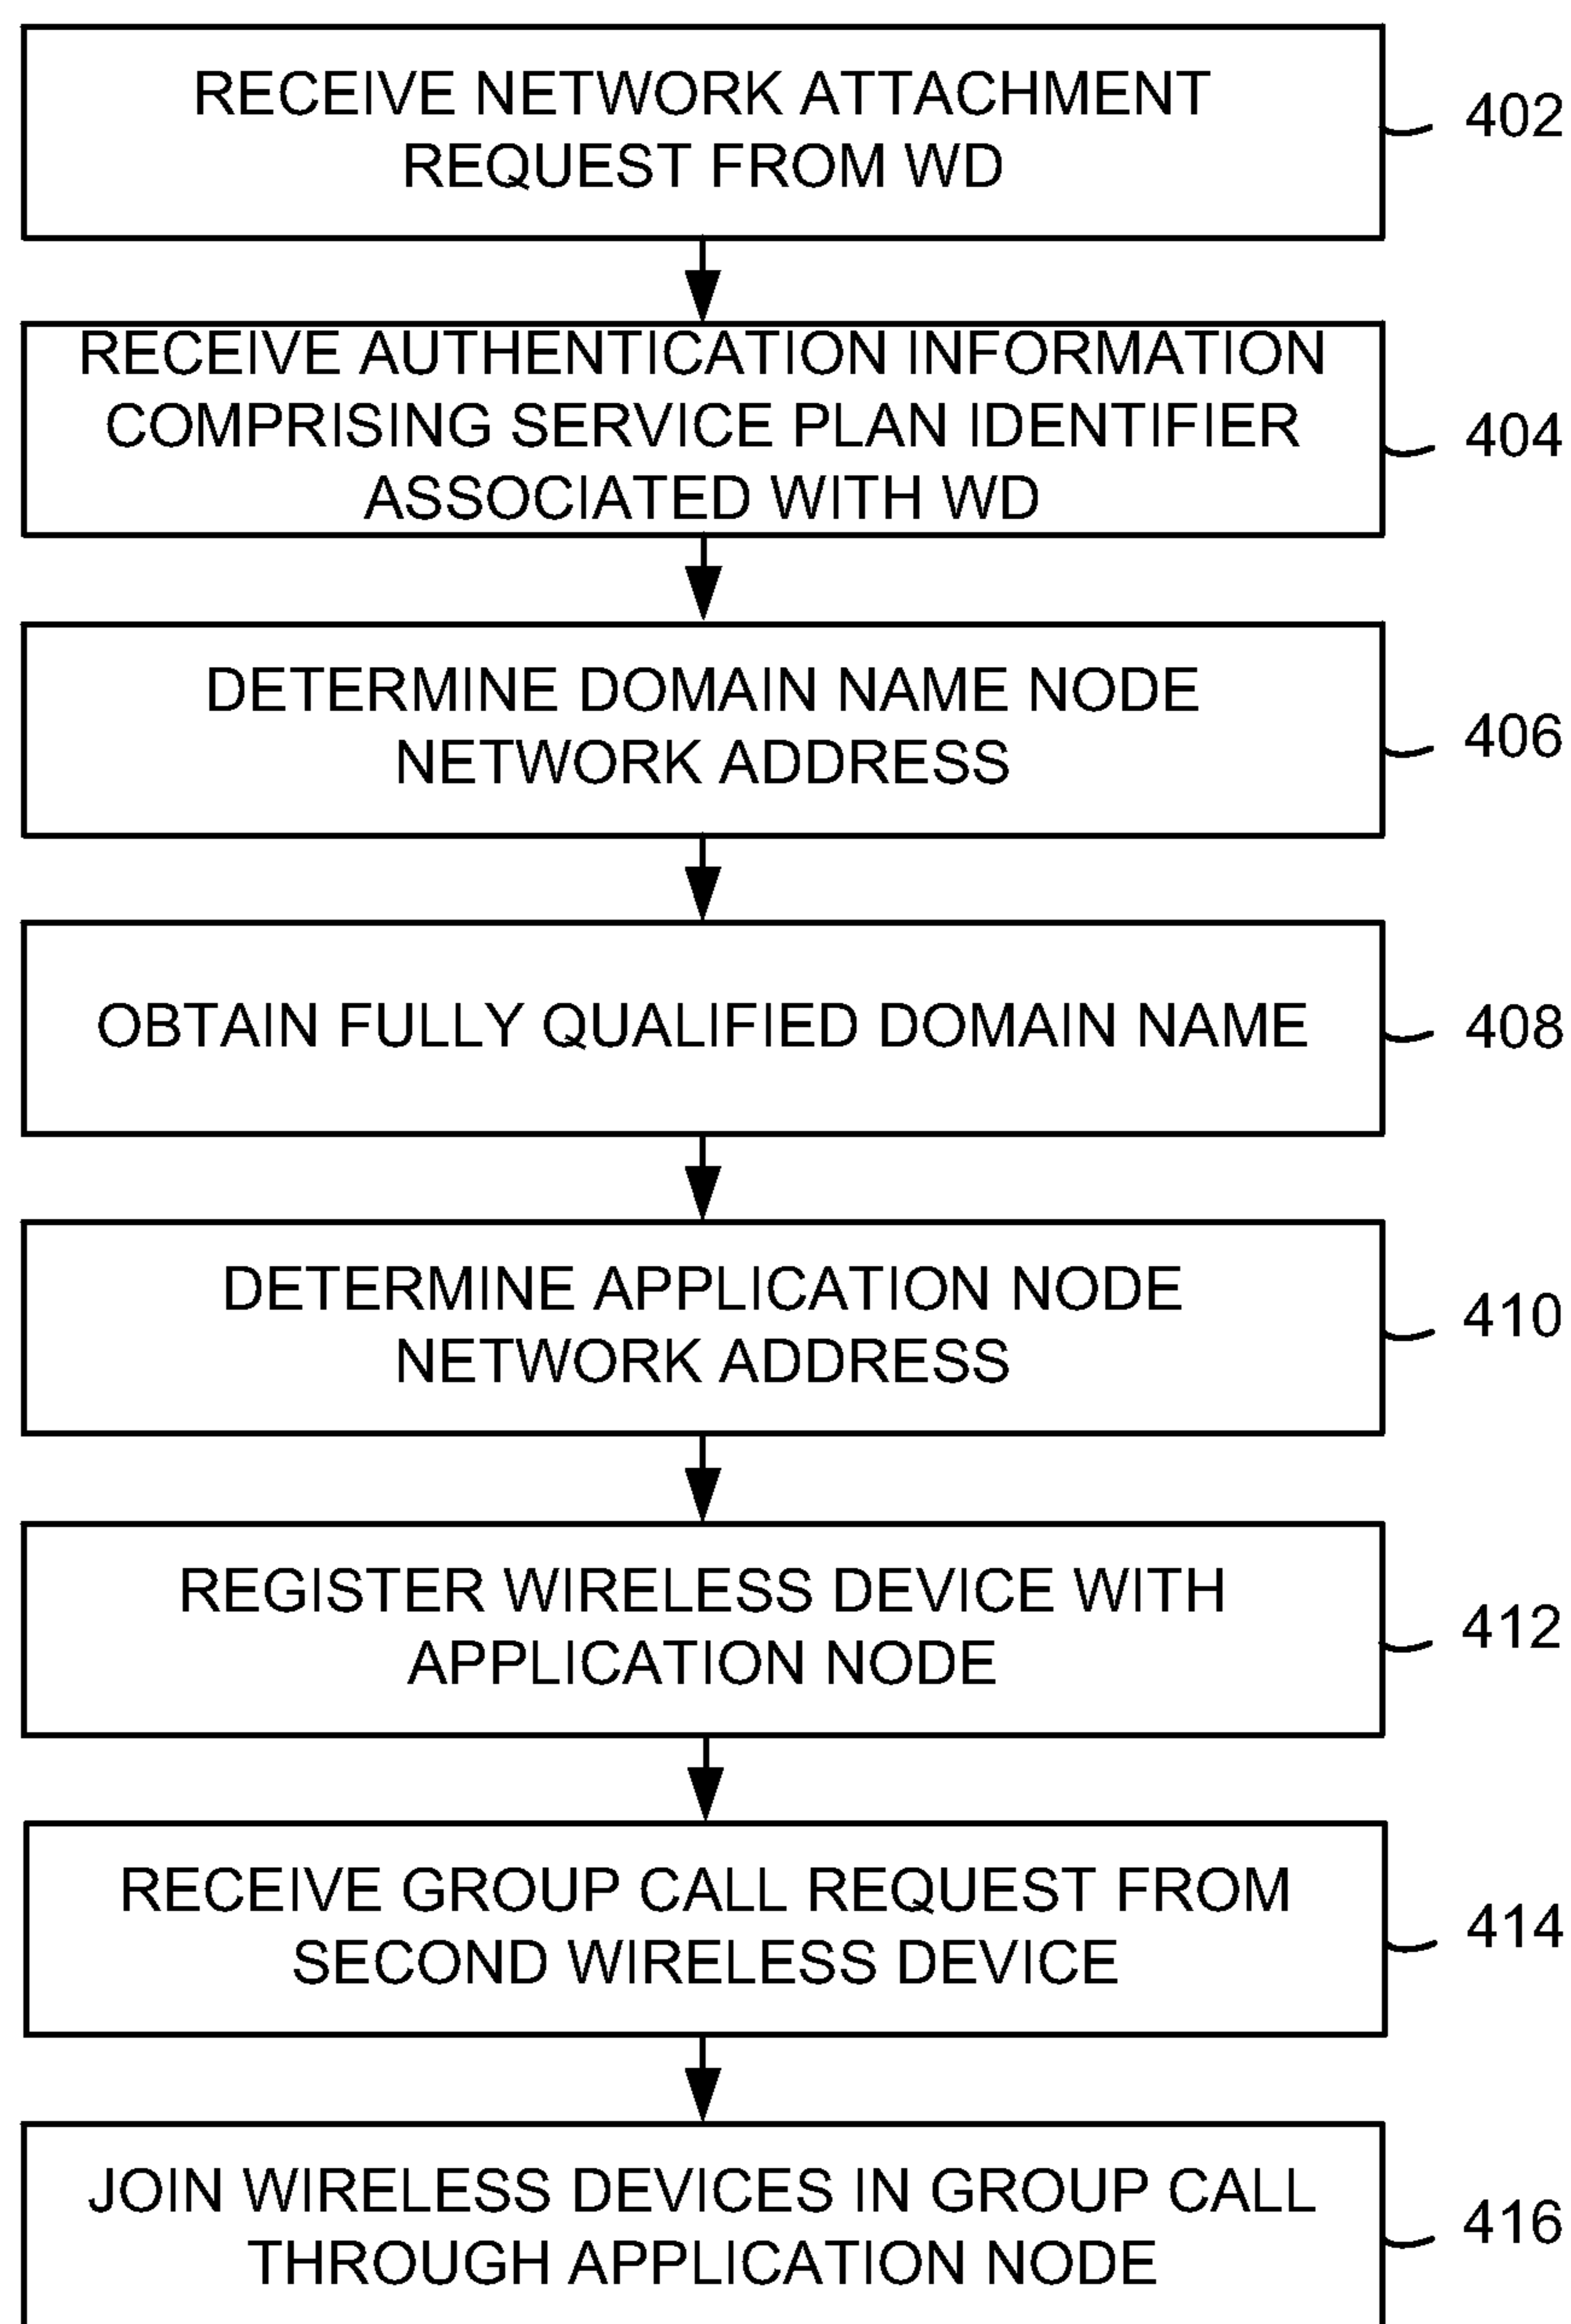 RECEIVE NETWORK ATTACHMENT
REQUEST FROM WD
402
RECEIVE AUTHENTICATION INFORMATION
COMPRISING SERVICE PLAN IDENTIFIER
ASSOCIATED WITH WD
404
DETERMINE DOMAIN NAME NODE
NETWORK ADDRESS
406
OBTAIN FULLY QUALIFIED DOMAIN NAME
408
DETERMINE APPLICATION NODE
NETWORK ADDRESS
410
REGISTER WIRELESS DEVICE WITH
APPLICATION NODE
412
RECEIVE GROUP CALL REQUEST FROM
SECOND WIRELESS DEVICE
414
JOIN WIRELESS DEVICES IN GROUP CALL
THROUGH APPLICATION NODE
416